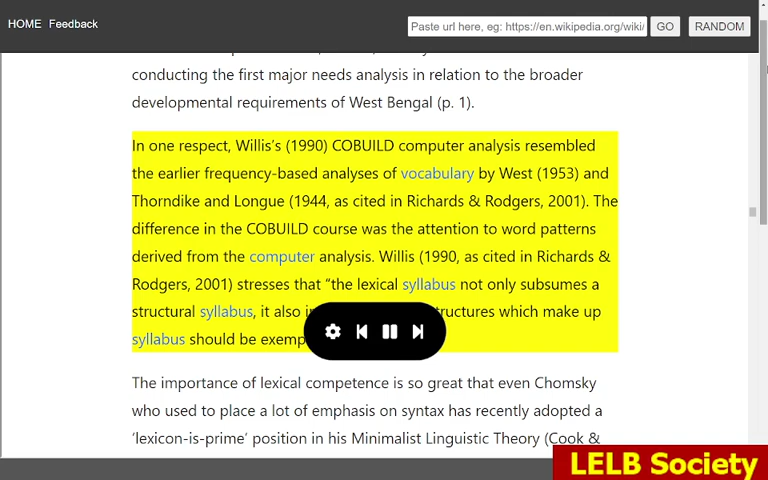 HOME Feedback
Paste url here, eg: https://en.wikipedia.org/wiki/ GO RANDOM
conducting the first major needs analysis in relation to the broader
developmental requirements of West Bengal (p. 1).
In one respect, Willis's (1990) COBUILD computer analysis resembled
the earlier frequency-based analyses of vocabulary by West (1953) and
Thorndike and Longue (1944, as cited in Richards & Rodgers, 2001). The
difference in the COBUILD course was the attention to word patterns
derived from the computer analysis. Willis (1990, as cited in Richards &
Rodgers, 2001) stresses that “the lexical syllabus not only subsumes a
structural syllabus, it also structures which make up
syllabus should be
The importance of lexical competence is so great that even Chomsky
who used to place a lot of emphasis on syntax has recently adopted a
‘lexicon-is-prime’ position in his Minimalist Linguistic Theory (Cook &
LELB Society